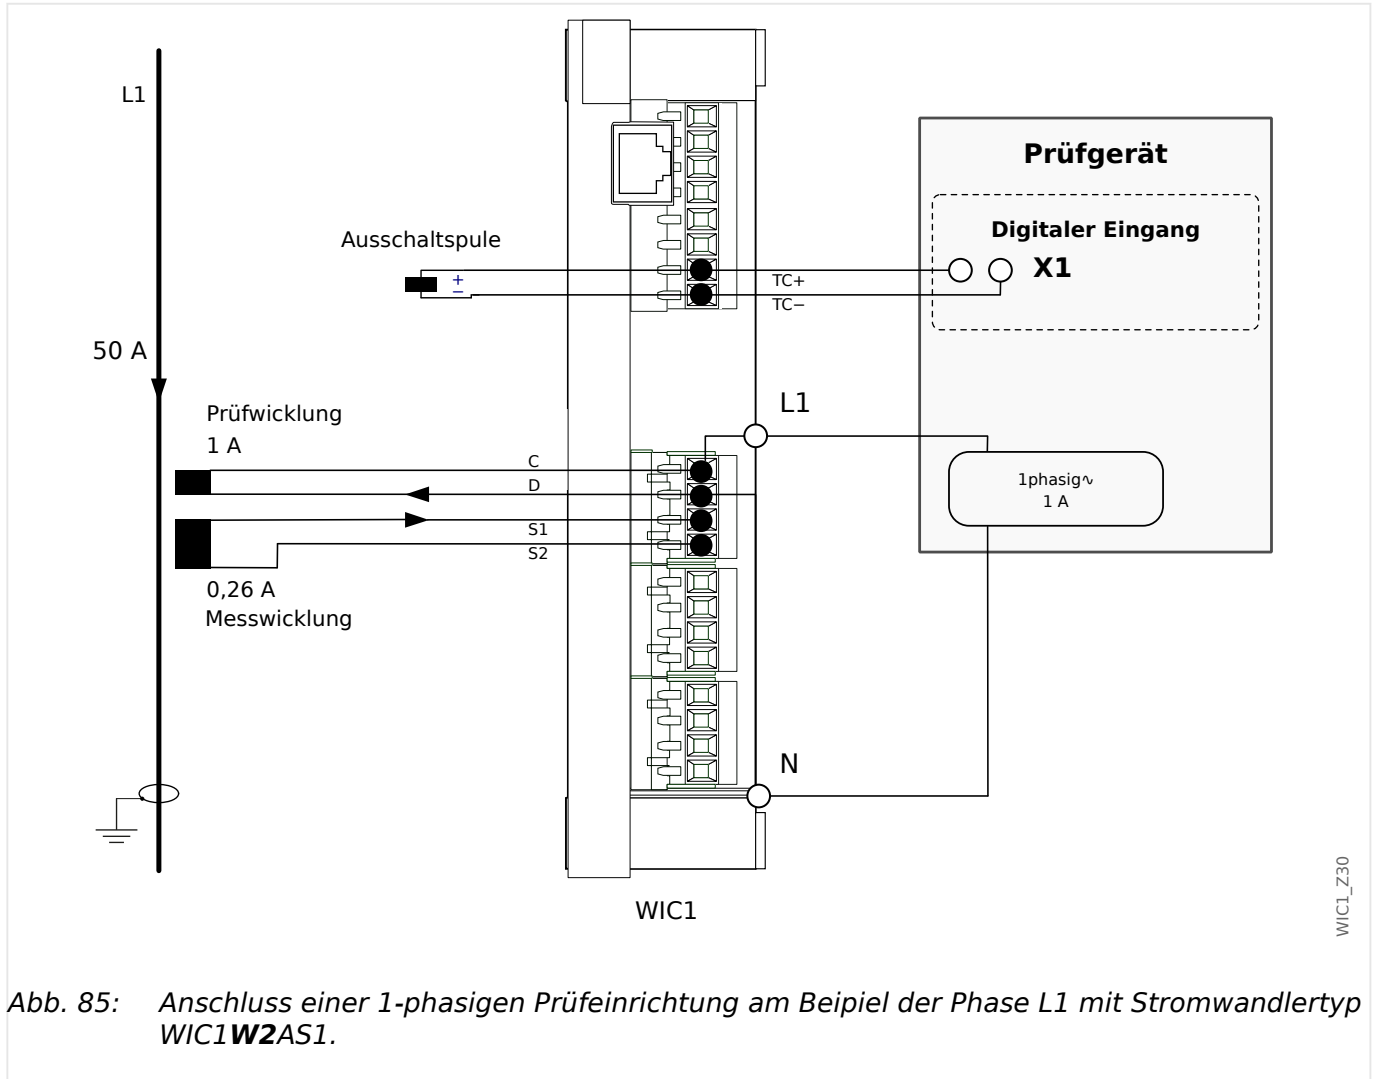 L1
Prüfgerät
Digitaler Eingang
X1
Ausschaltspule
+
−
TC+
TC−
50 A
L1
Prüfwicklung
1 A
C
D
S1
S2
1phasig∿
1 A
0,26 A
Messwicklung
N
WIC1
WIC1_Z30
Abb. 85: Anschluss einer 1-phasigen Prüfeinrichtung am Beipiel der Phase L1 mit Stromwandlertyp
WIC1W2AS1.